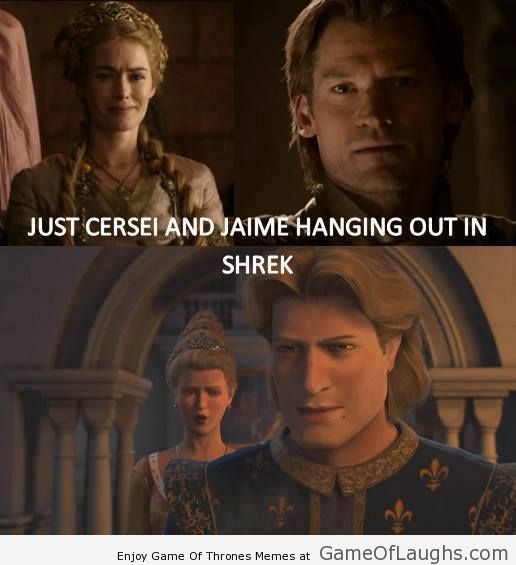 JUST CERSEI AND JAIME HANGING OUT IN
SHREK
Enjoy Game Of Thrones Memes at GameOfLaughs.com